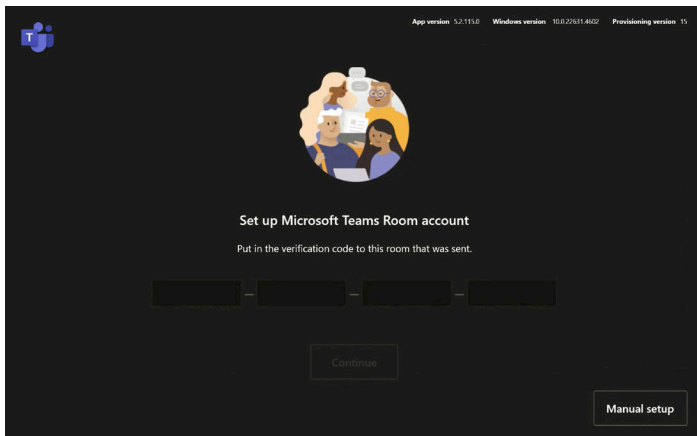 App version 5.2.115.0 Windows version 10.0.22631.4602 Provisioning version 15
T
Set up Microsoft Teams Room account
Put in the verification code to this room that was sent.
– – –
Continue
Manual setup